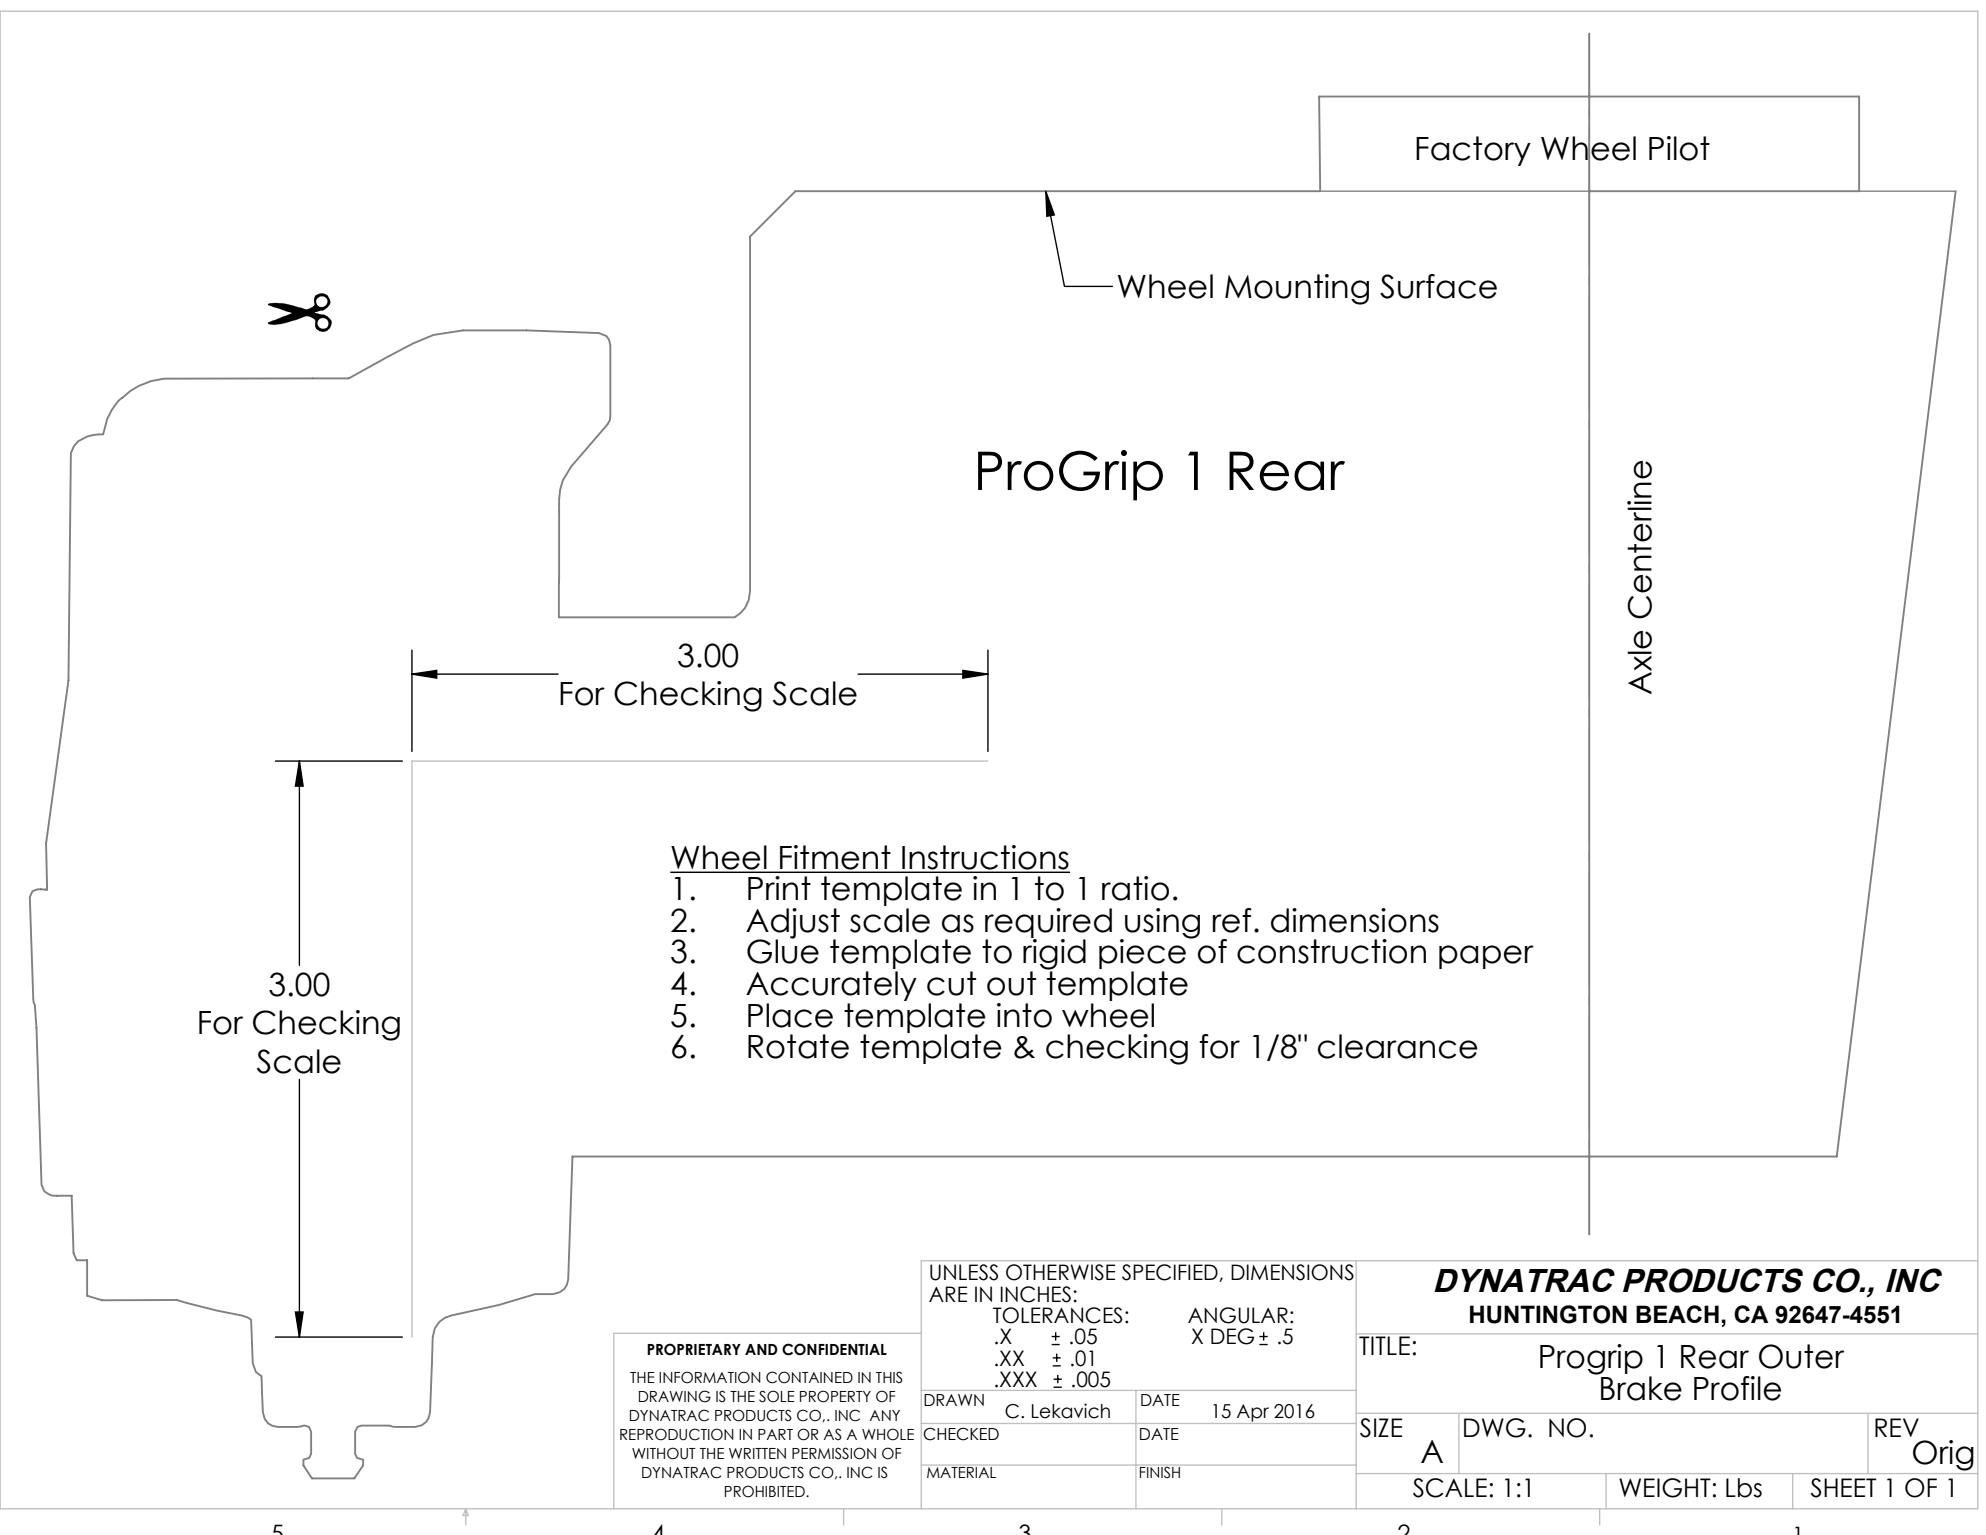 Factory Wheel Pilot
Wheel Mounting Surface
ProGrip 1 Rear
Axle Centerline
3.00
For Checking Scale
3.00
For Checking
Scale
Wheel Fitment Instructions
1. Print template in 1 to 1 ratio.
2. Adjust scale as required using ref. dimensions
3. Glue template to rigid piece of construction paper
4. Accurately cut out template
5. Place template into wheel
6. Rotate template & checking for 1/8" clearance
PROPRIETARY AND CONFIDENTIAL
THE INFORMATION CONTAINED IN THIS
DRAWING IS THE SOLE PROPERTY OF
DYNATRAC PRODUCTS CO,. INC ANY
REPRODUCTION IN PART OR AS A WHOLE
WITHOUT THE WRITTEN PERMISSION OF
DYNATRAC PRODUCTS CO,. INC IS
PROHIBITED.
UNLESS OTHERWISE SPECIFIED, DIMENSIONS
ARE IN INCHES:
TOLERANCES: ANGULAR:
.X ± .05 X DEG ± .5
.XX ± .01
.XXX ± .005
DRAWN C. Lekavich DATE 15 Apr 2016
CHECKED DATE
MATERIAL FINISH
DYNATRAC PRODUCTS CO., INC
HUNTINGTON BEACH, CA 92647-4551
TITLE: Progrip 1 Rear Outer
Brake Profile
SIZE A DWG. NO. REV Orig
SCALE: 1:1 WEIGHT: Lbs SHEET 1 OF 1
5 4 3 2 1